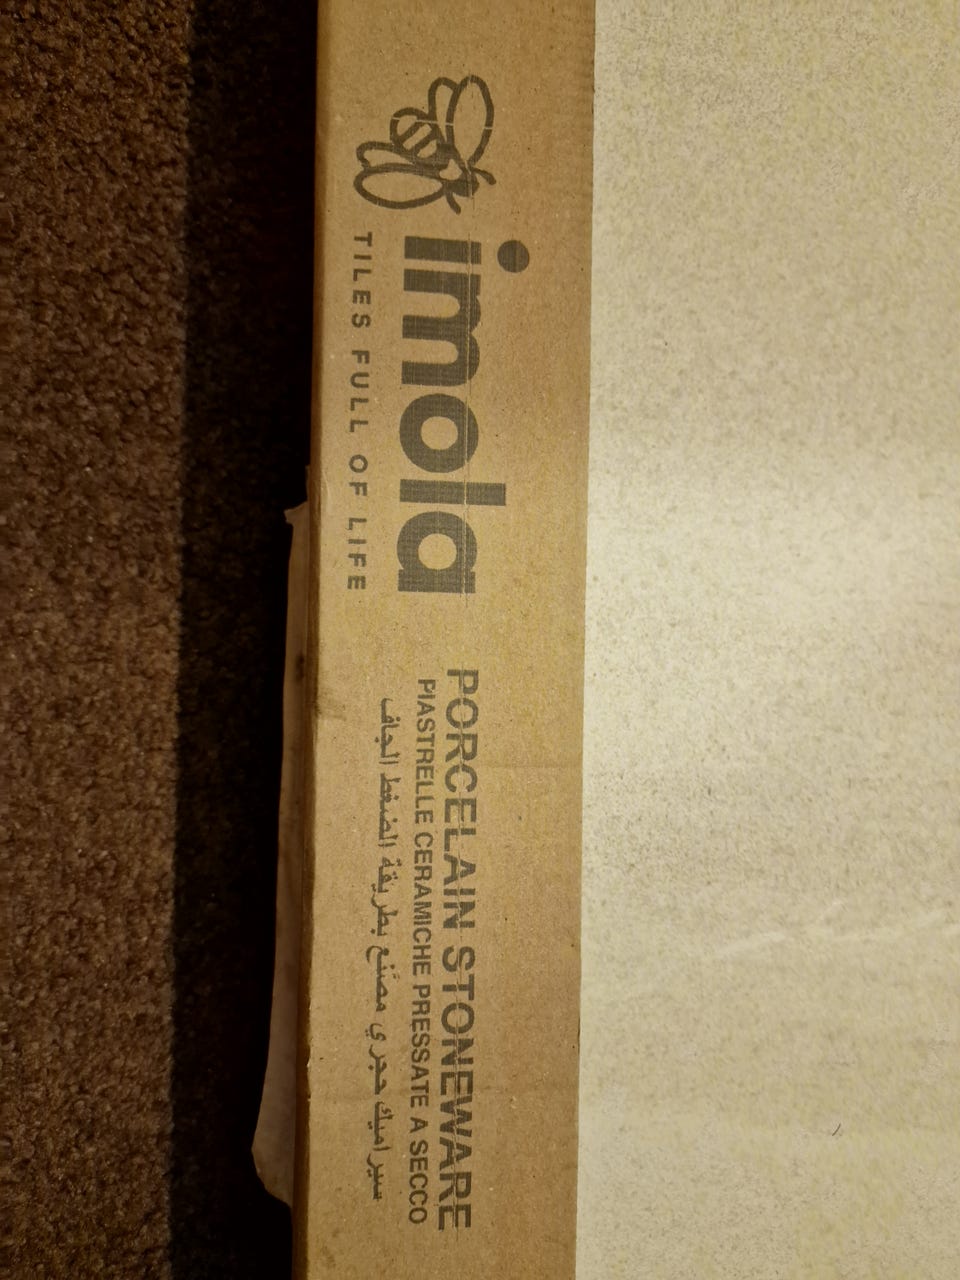 imola
TILES FULL OF LIFE
PORCELAIN STONEWARE
PIASTRELLE CERAMICHE PRESSATE A SECCO
سيراميك حجري مصنع بطريقة الضغط الجاف